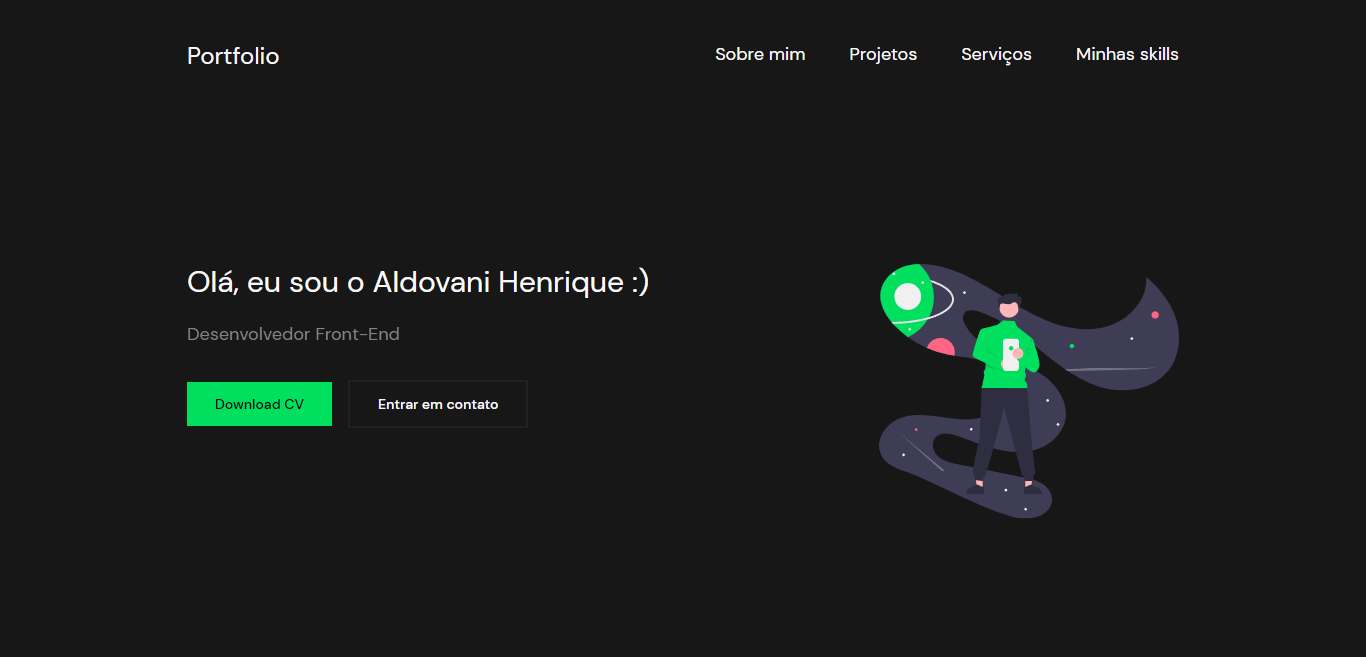 Portfolio
Sobre mim Projetos Serviços Minhas skills
Olá, eu sou o Aldovani Henrique :)
Desenvolvedor Front-End
Download CV Entrar em contato